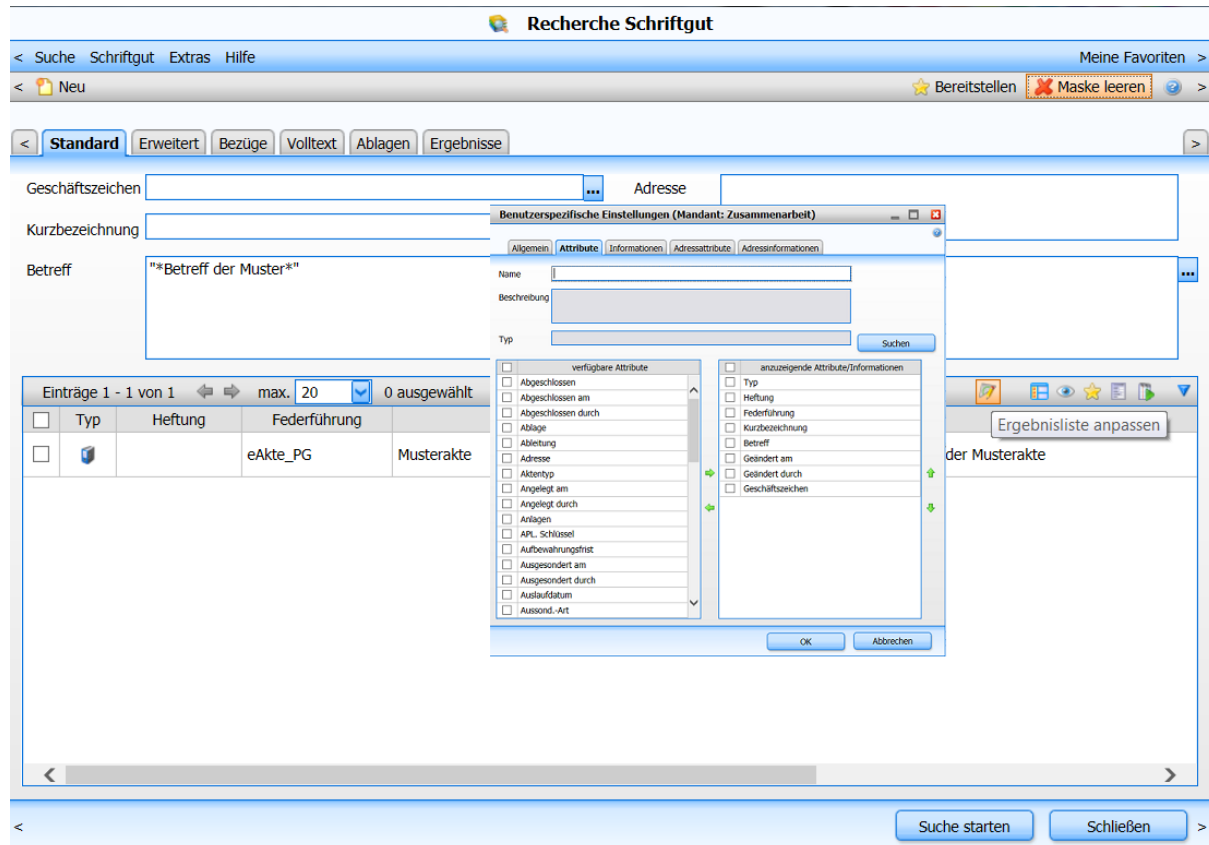 Recherche Schriftgut
< Suche Schriftgut Extras Hilfe Meine Favoriten >
< Neu Bereitstellen Maske leeren >
< Standard Erweitert Bezüge Volltext Ablagen Ergebnisse >
Geschäftszeichen ... Adresse
Kurzbezeichnung
Betreff "*Betreff der Muster*" ...
Einträge 1 - 1 von 1 max. 20 0 ausgewählt
Typ Heftung Federführung
Ergebnisliste anpassen
eAkte_PG Musterakte der Musterakte
Benutzerspezifische Einstellungen (Mandant: Zusammenarbeit)
Allgemein Attribute Informationen Adressattribute Adressinformationen
Name
Beschreibung
Typ Suchen
verfügbare Attribute
Abgeschlossen
Abgeschlossen am
Abgeschlossen durch
Ablage
Ableitung
Adresse
Aktentyp
Angelegt am
Angelegt durch
Anlagen
APL. Schlüssel
Aufbewahrungsfrist
Ausgesondert am
Ausgesondert durch
Auslaufdatum
Aussond.-Art
anzuzeigende Attribute/Informationen
Typ
Heftung
Federführung
Kurzbezeichnung
Betreff
Geändert am
Geändert durch
Geschäftszeichen
OK Abbrechen
< Suche starten Schließen >